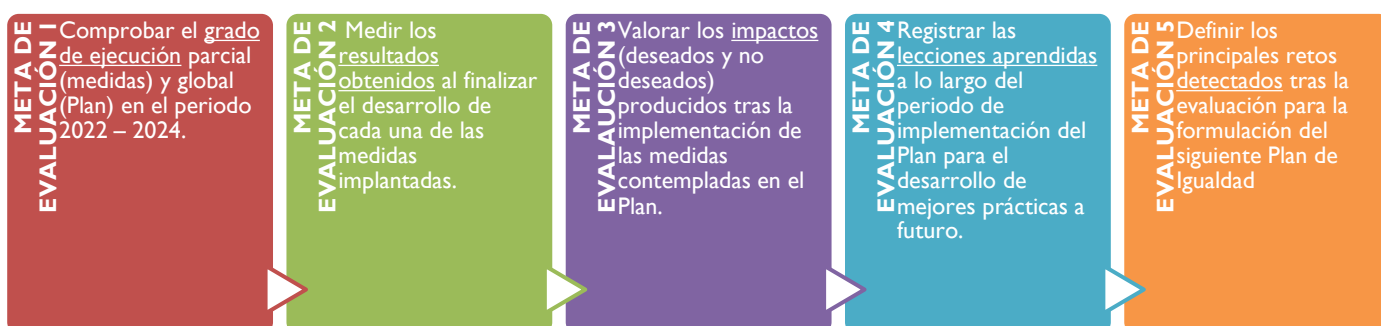 META DE
EVALUACIÓN 1
Comprobar el grado
de ejecución parcial
(medidas) y global
(Plan) en el periodo
2022 – 2024.
META DE
EVALUACIÓN 2
Medir los
resultados
obtenidos al finalizar
el desarrollo de
cada una de las
medidas
implantadas.
META DE
EVALAUCIÓN 3
Valorar los impactos
(deseados y no
deseados)
producidos tras la
implementación de
las medidas
contempladas en el
Plan.
META DE
EVALUACIÓN 4
Registrar las
lecciones aprendidas
a lo largo del
periodo de
implementación del
Plan para el
desarrollo de
mejores prácticas a
futuro.
META DE
EVALUACIÓN 5
Definir los
principales retos
detectados tras la
evaluación para la
formulación del
siguiente Plan de
Igualdad